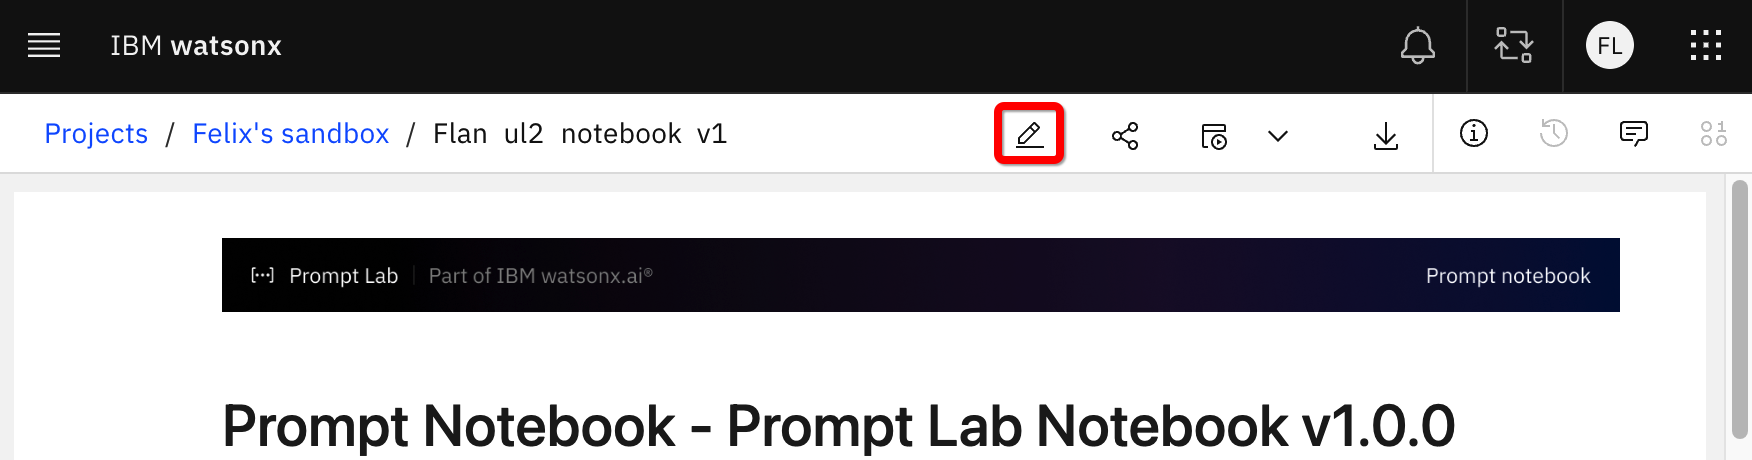 IBM watsonx
FL
Projects / Felix's sandbox / Flan ul2 notebook v1
Prompt Lab | Part of IBM watsonx.ai®
Prompt notebook
Prompt Notebook - Prompt Lab Notebook v1.0.0